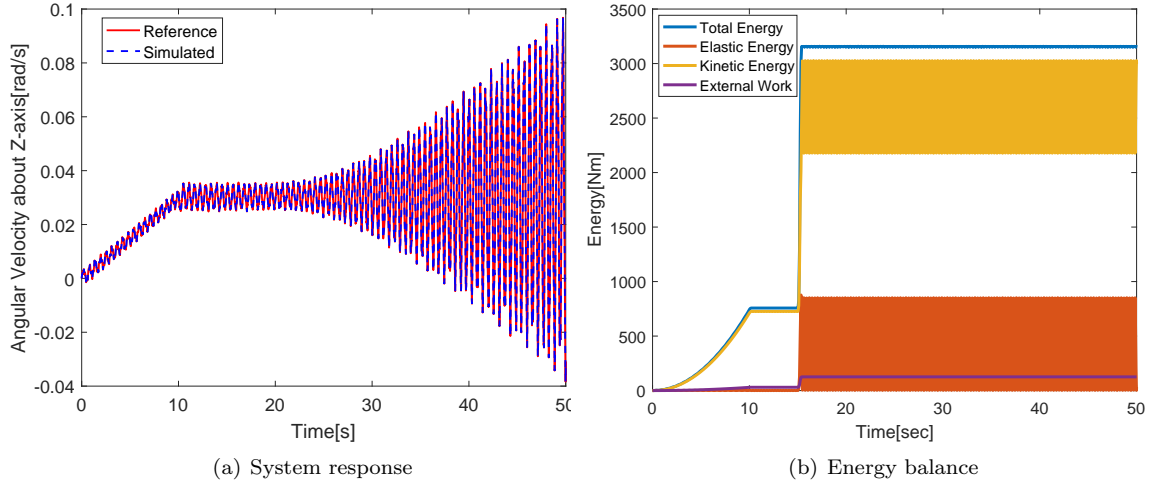 0.1
0.08
0.06
0.04
0.02
0
-0.02
-0.04
Angular Velocity about Z-axis[rad/s]
Reference
Simulated
0 10 20 30 40 50
Time[s]
(a) System response
3500
3000
2500
2000
1500
1000
500
0
Energy[Nm]
Total Energy
Elastic Energy
Kinetic Energy
External Work
0 10 20 30 40 50
Time[sec]
(b) Energy balance